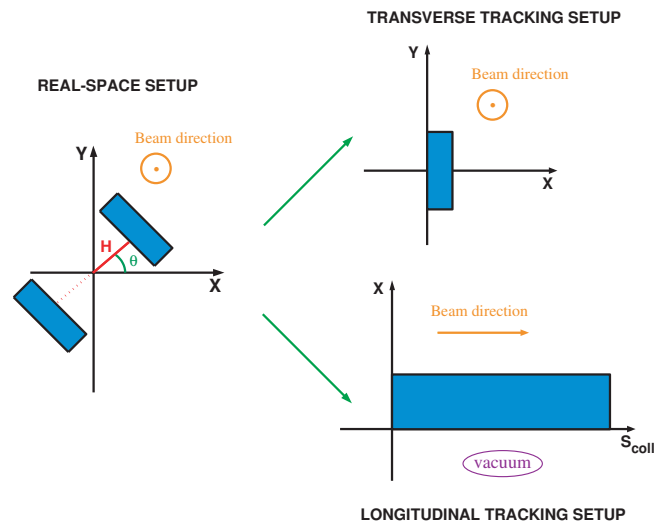 REAL-SPACE SETUP
Beam direction
Y
H
θ
X
TRANSVERSE TRACKING SETUP
Y
Beam direction
X
X
Beam direction
S_coll
vacuum
LONGITUDINAL TRACKING SETUP